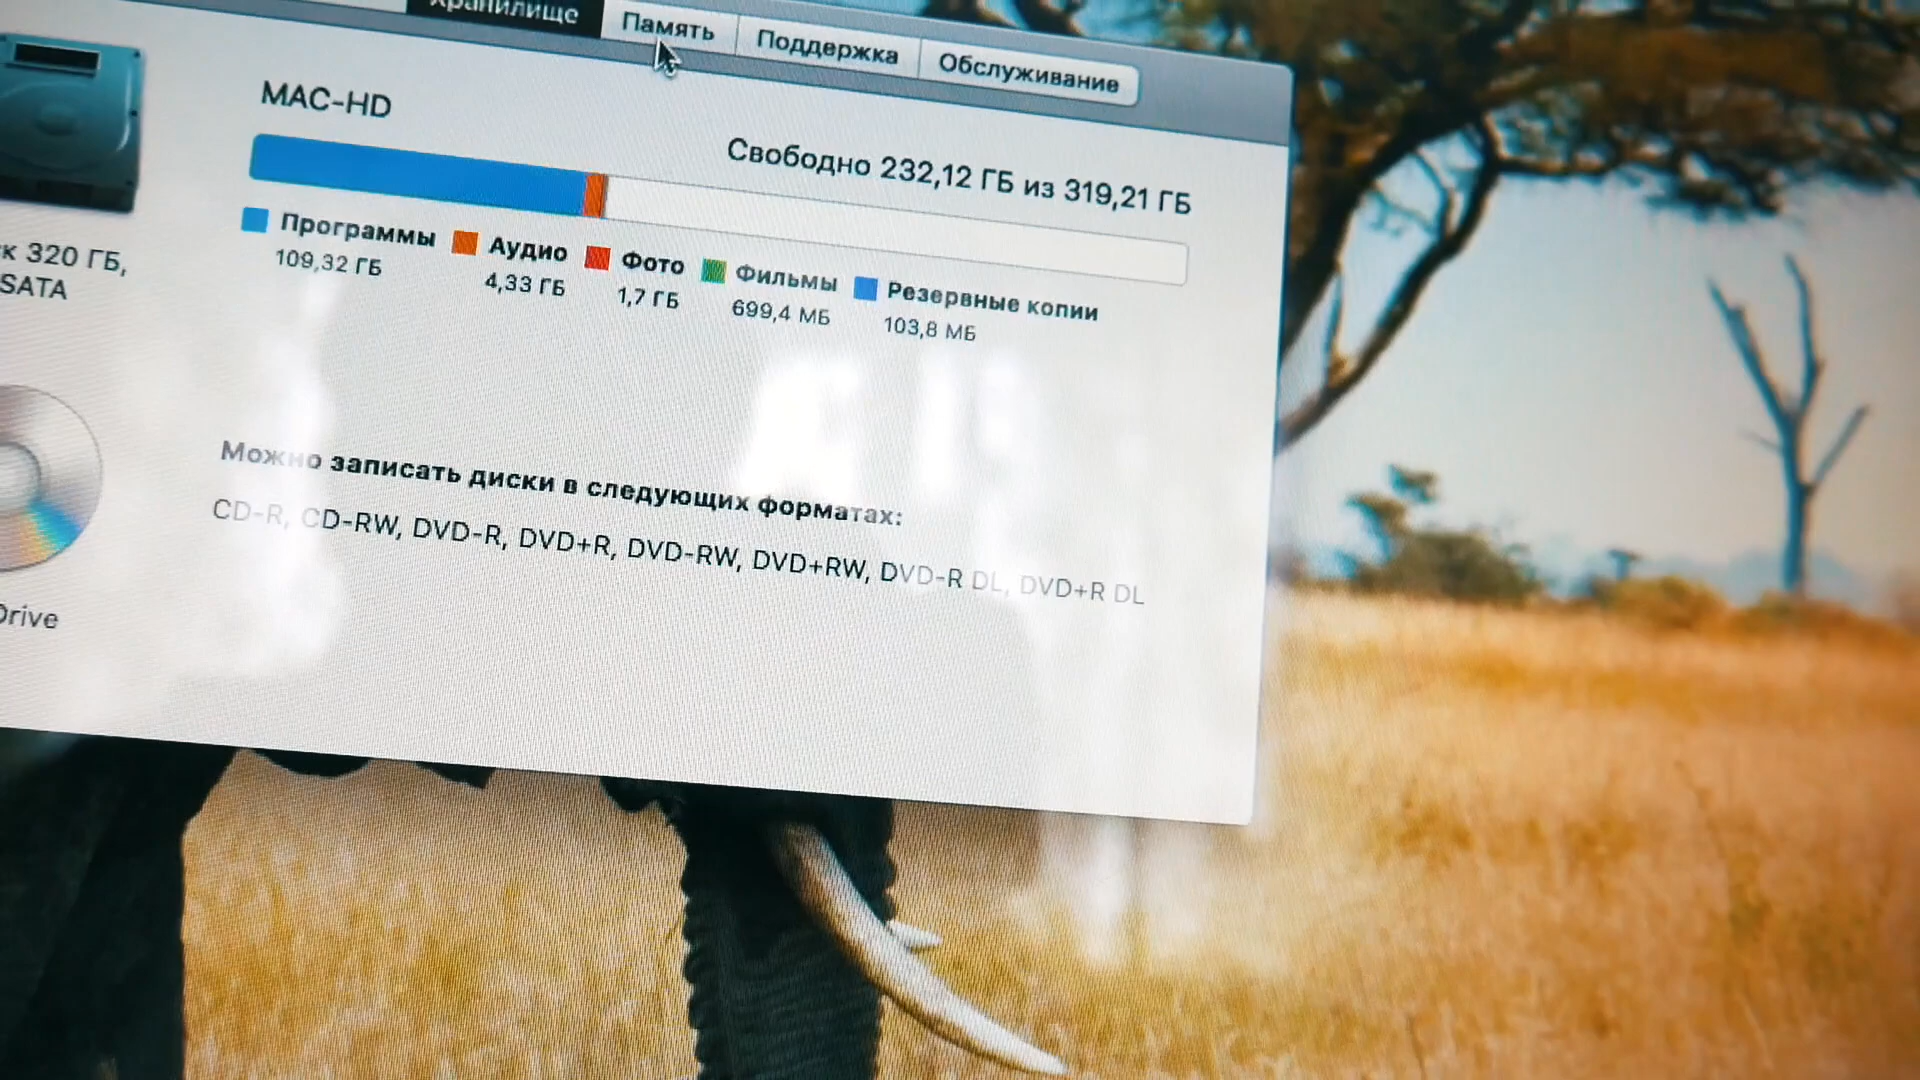 Хранилище
Память
Поддержка
Обслуживание
MAC-HD
Свободно 232,12 ГБ из 319,21 ГБ
Программы
109,32 ГБ
Аудио
4,33 ГБ
Фото
1,7 ГБ
Фильмы
699,4 МБ
Резервные копии
103,8 МБ
к 320 ГБ,
SATA
Можно записать диски в следующих форматах:
CD-R, CD-RW, DVD-R, DVD+R, DVD-RW, DVD+RW, DVD-R DL, DVD+R DL
Drive